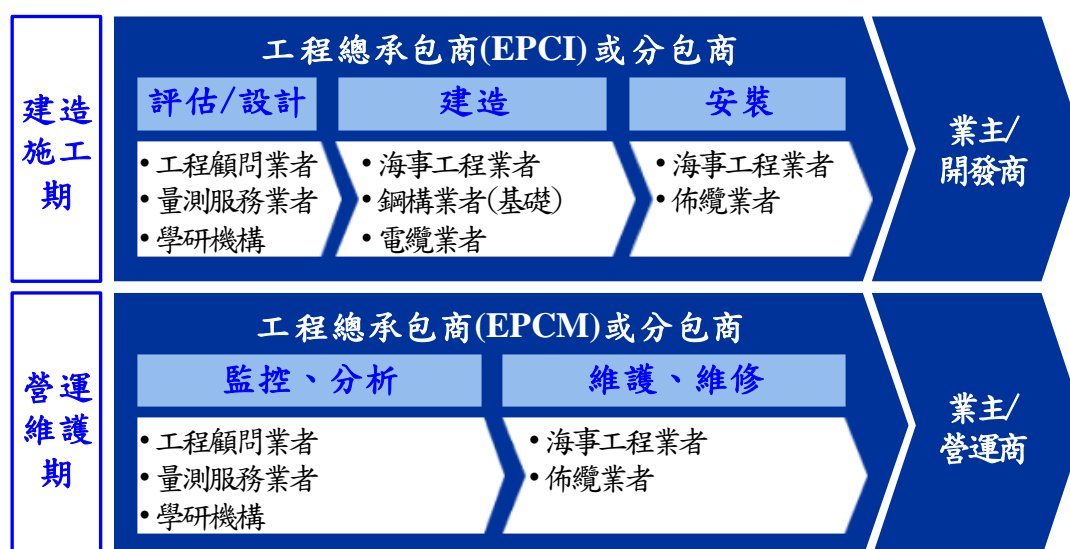 建造
施工
期
工程總承包商(EPCI)或分包商
評估/設計
•工程顧問業者
•量測服務業者
•學研機構
建造
•海事工程業者
•鋼構業者(基礎)
•電纜業者
安裝
•海事工程業者
•佈纜業者
業主/
開發商
營運
維護
期
工程總承包商(EPCM)或分包商
監控、分析
•工程顧問業者
•量測服務業者
•學研機構
維護、維修
•海事工程業者
•佈纜業者
業主/
營運商